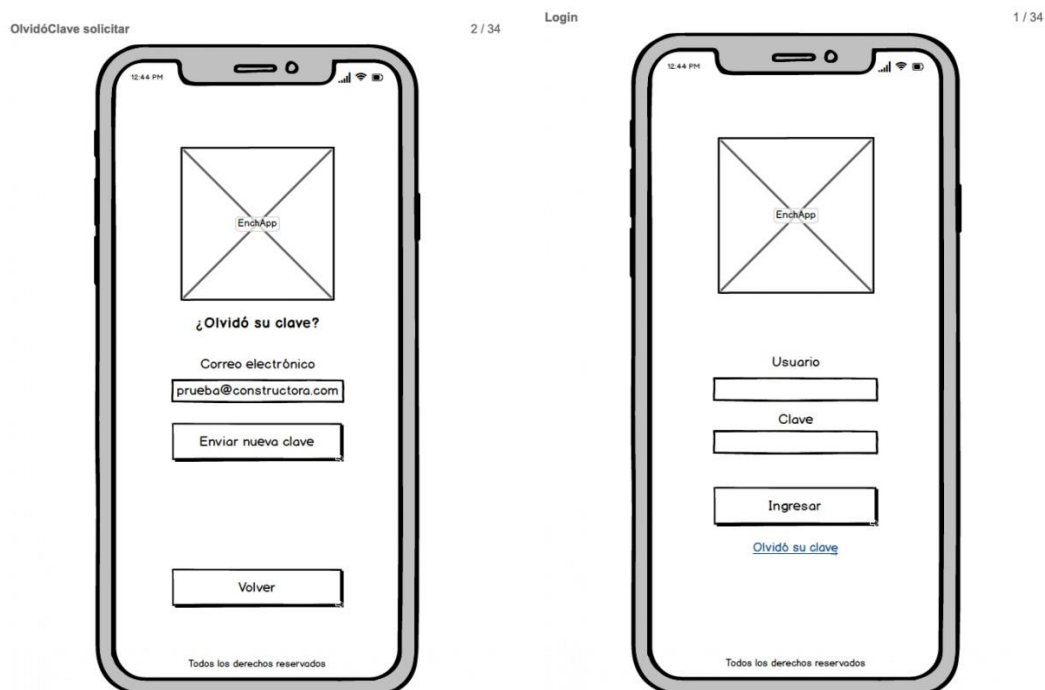 OlvidóClave solicitar
2 / 34
12:44 PM
EnchApp
¿Olvidó su clave?
Correo electrónico
prueba@constructora.com
Enviar nueva clave
Volver
Todos los derechos reservados
Login
1 / 34
12:44 PM
EnchApp
Usuario
Clave
Ingresar
Olvidó su clave
Todos los derechos reservados